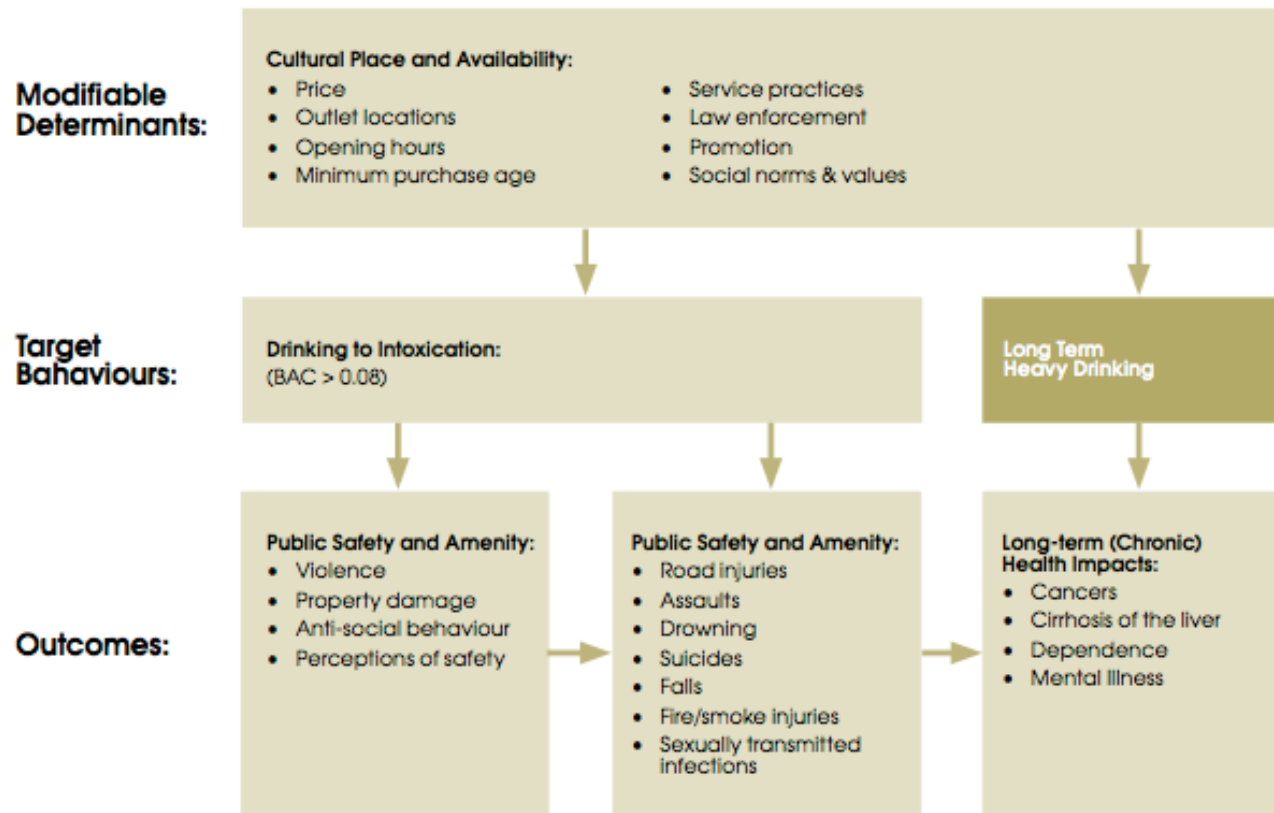 Modifiable
Determinants:
Cultural Place and Availability:
• Price
• Outlet locations
• Opening hours
• Minimum purchase age
• Service practices
• Law enforcement
• Promotion
• Social norms & values
Target
Bahaviours:
Drinking to Intoxication:
(BAC > 0.08)
Long Term
Heavy Drinking
Outcomes:
Public Safety and Amenity:
• Violence
• Property damage
• Anti-social behaviour
• Perceptions of safety
Public Safety and Amenity:
• Road injuries
• Assaults
• Drowning
• Suicides
• Falls
• Fire/smoke injuries
• Sexually transmitted
infections
Long-term (Chronic)
Health Impacts:
• Cancers
• Cirrhosis of the liver
• Dependence
• Mental Illness